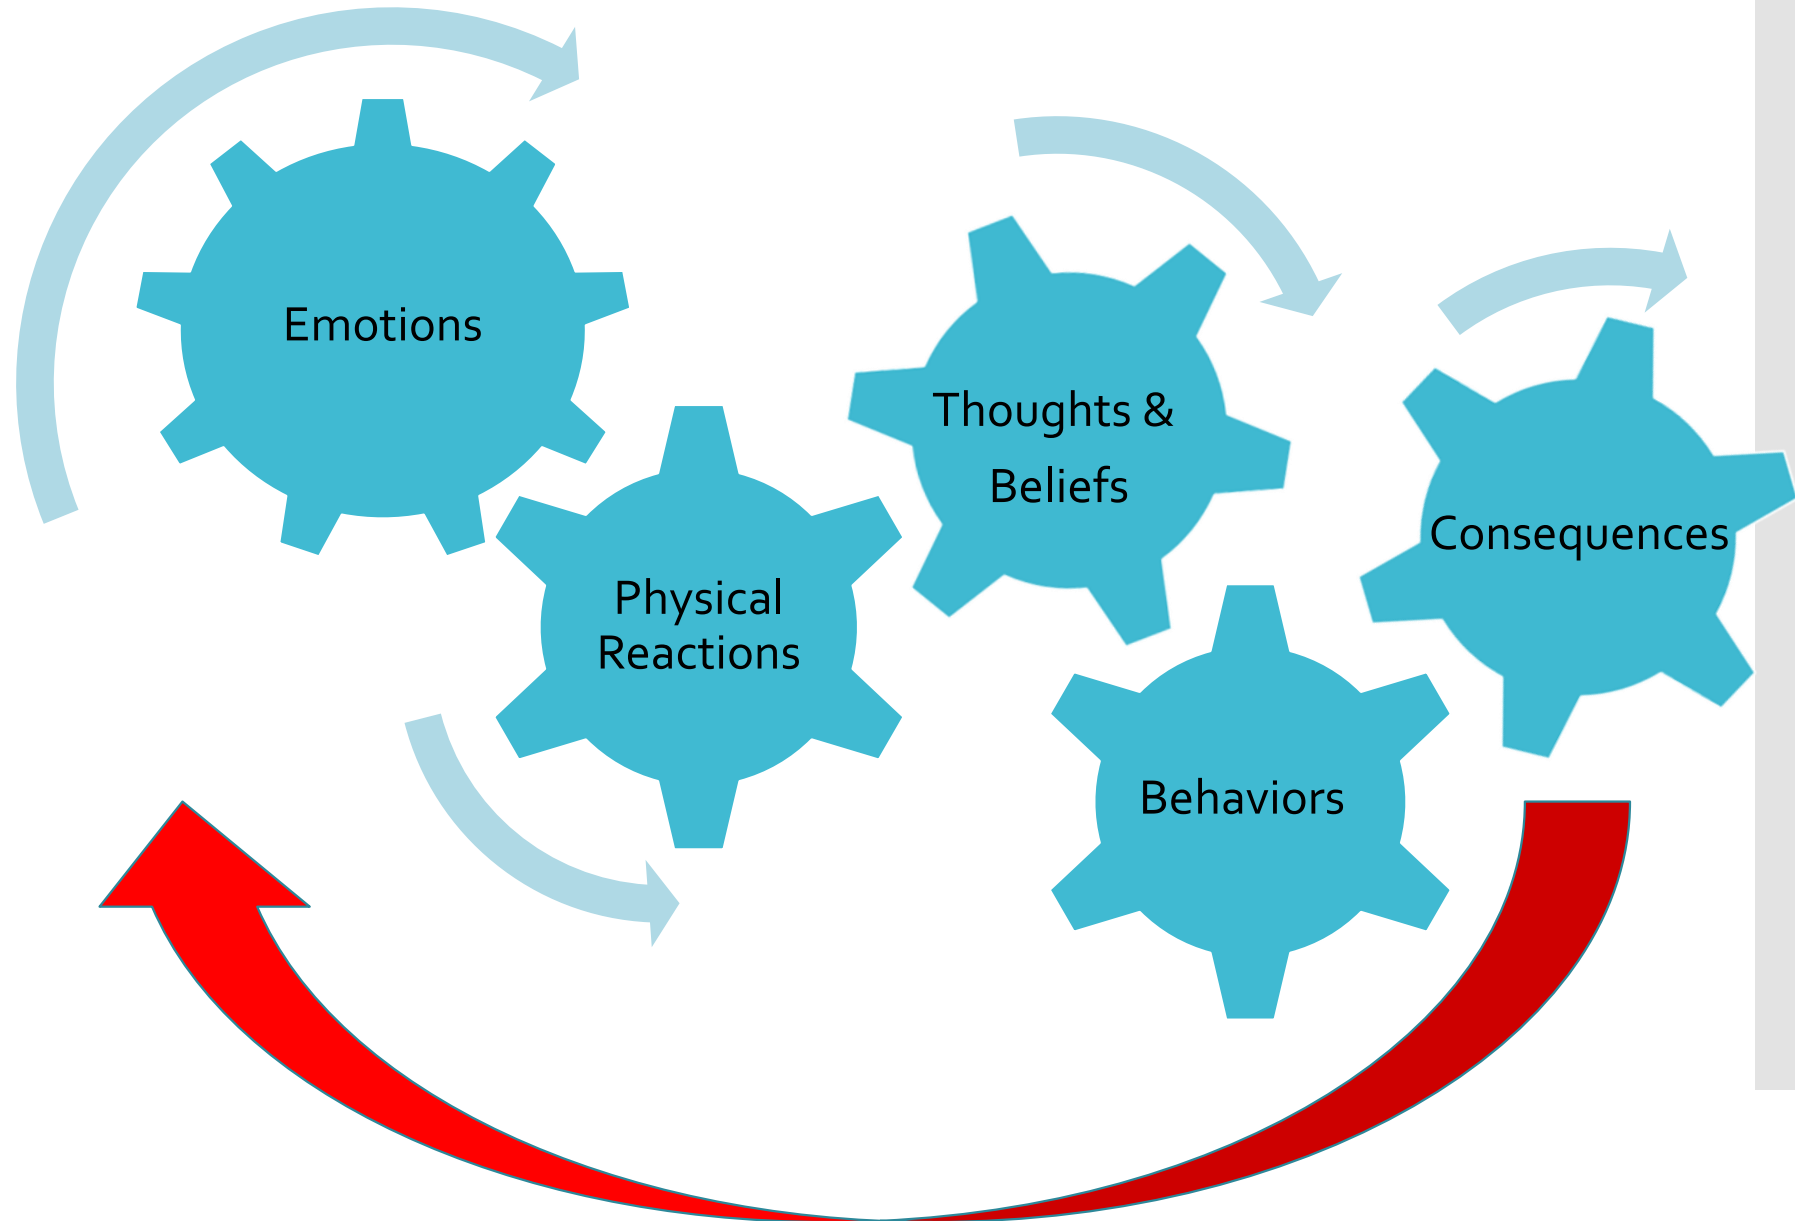 Emotions
Physical
Reactions
Thoughts &
Beliefs
Behaviors
Consequences